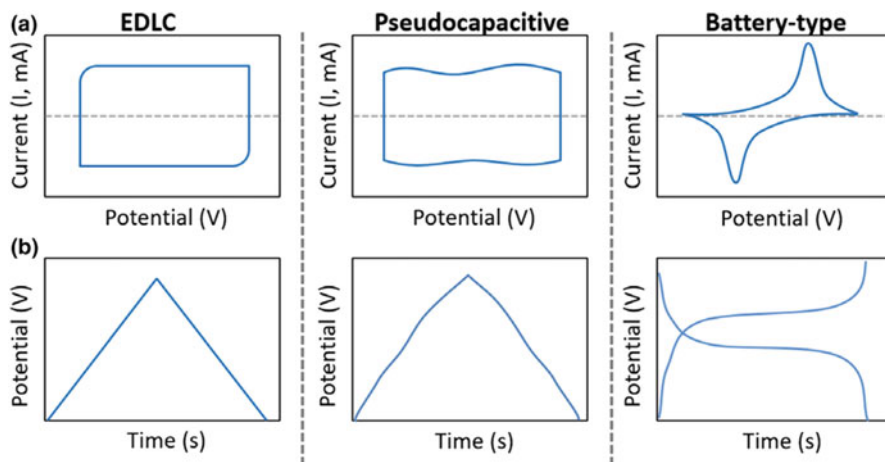 (a)
EDLC
Pseudocapacitive
Battery-type
Current (I, mA)
Current (I, mA)
Current (I, mA)
Potential (V)
Potential (V)
Potential (V)
(b)
Potential (V)
Potential (V)
Potential (V)
Time (s)
Time (s)
Time (s)